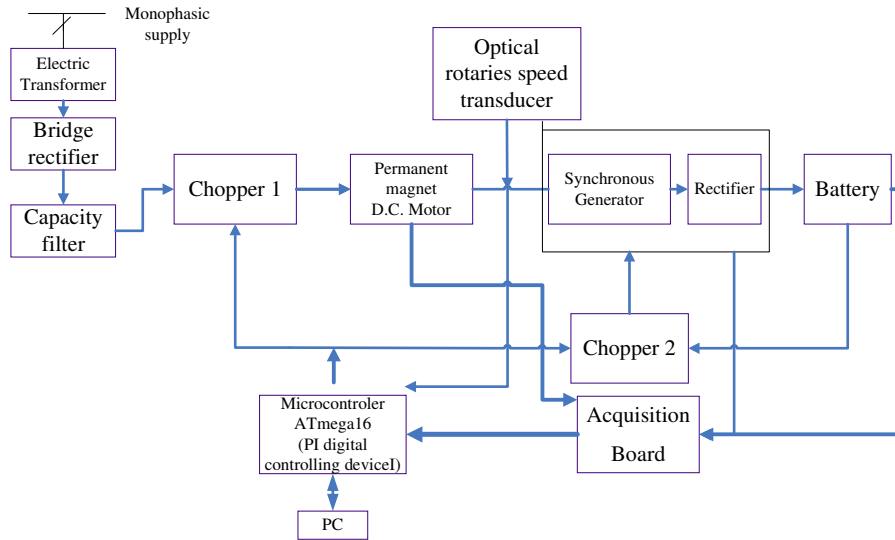 Monophasic
supply
Electric
Transformer
Bridge
rectifier
Capacity
filter
Chopper 1
Permanent
magnet
D.C. Motor
Optical
rotaries speed
transducer
Synchronous
Generator
Rectifier
Battery
Chopper 2
Microcontroler
ATmega16
(PI digital
controlling deviceI)
Acquisition
Board
PC